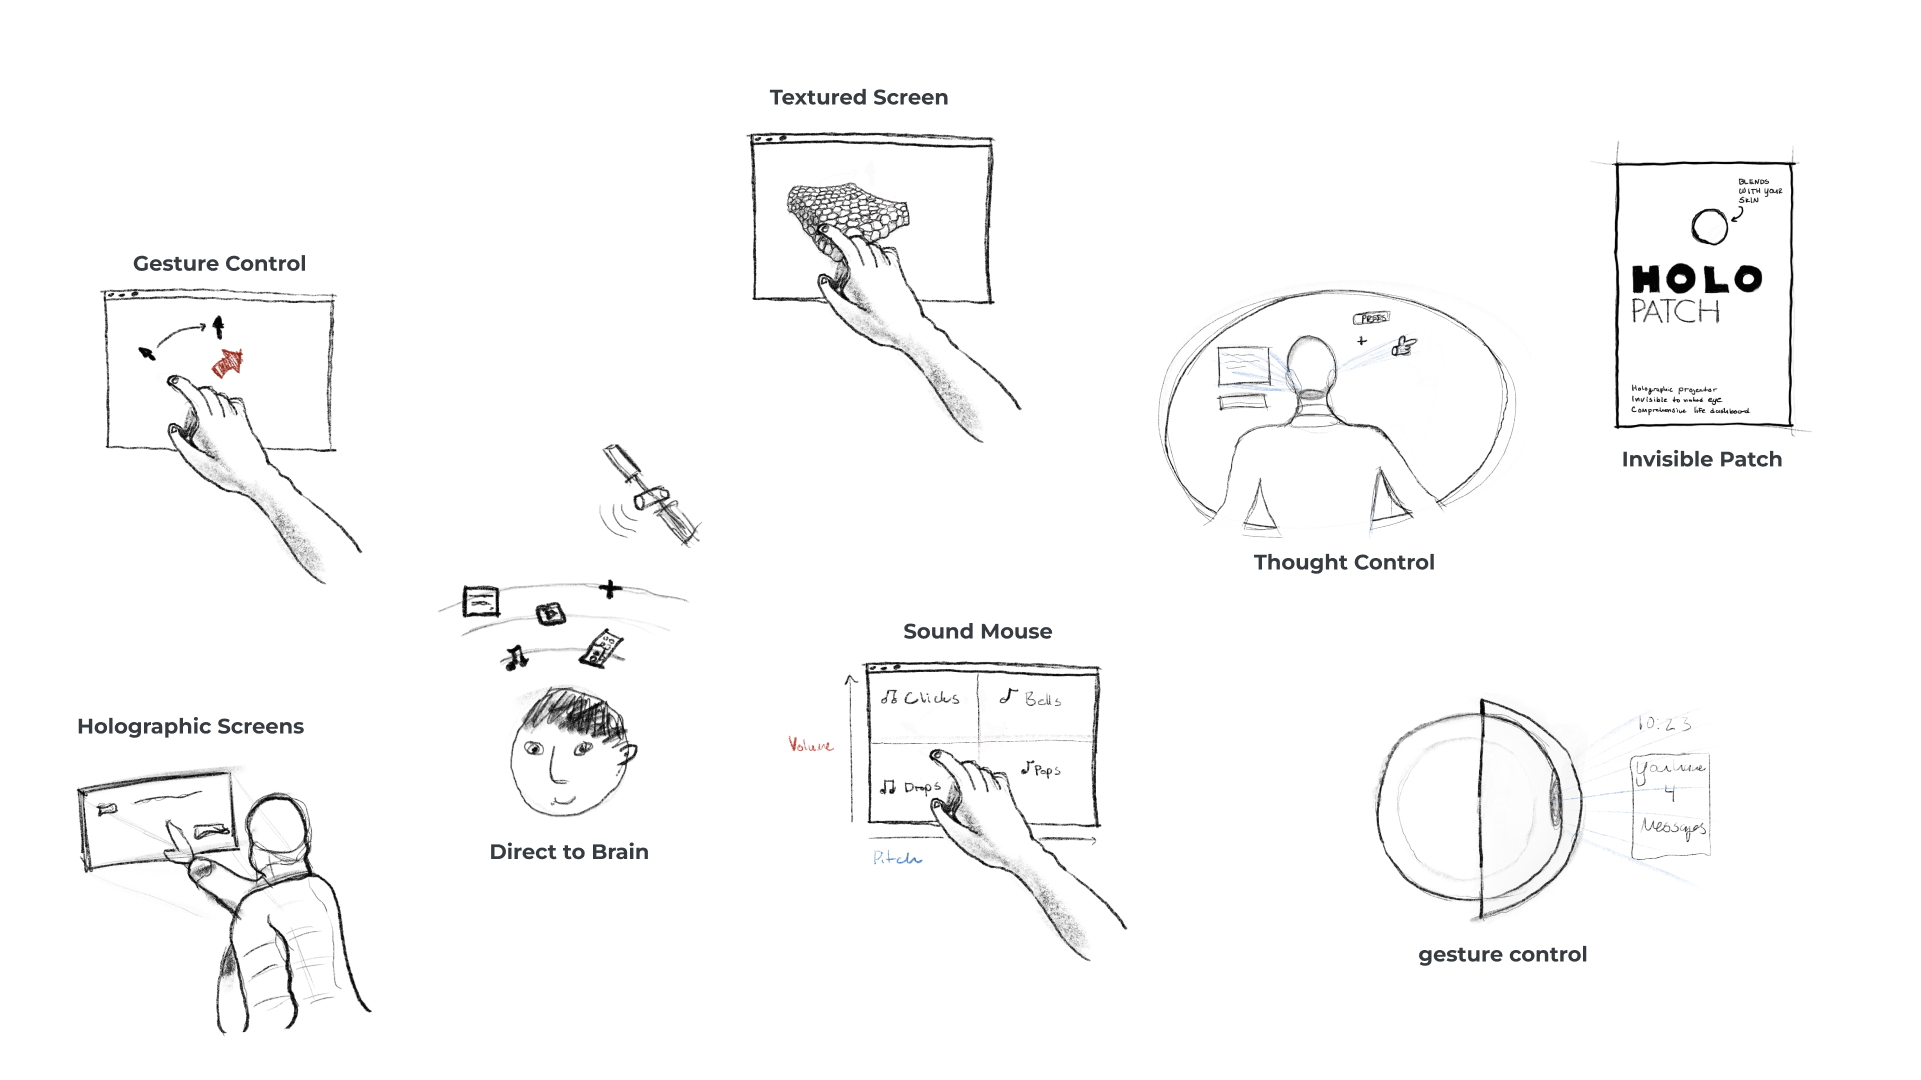 Textured Screen
Gesture Control
BLENDS
WITH YOUR
SKIN
HOLO
PATCH
Holographic projector
Invisible to naked eye
Comprehensive life dashboard
Invisible Patch
PRESS
Thought Control
Sound Mouse
Clicks
Bells
Volume
Drops
Pops
Pitch
Direct to Brain
Holographic Screens
10:23
You have
4
Messages
gesture control